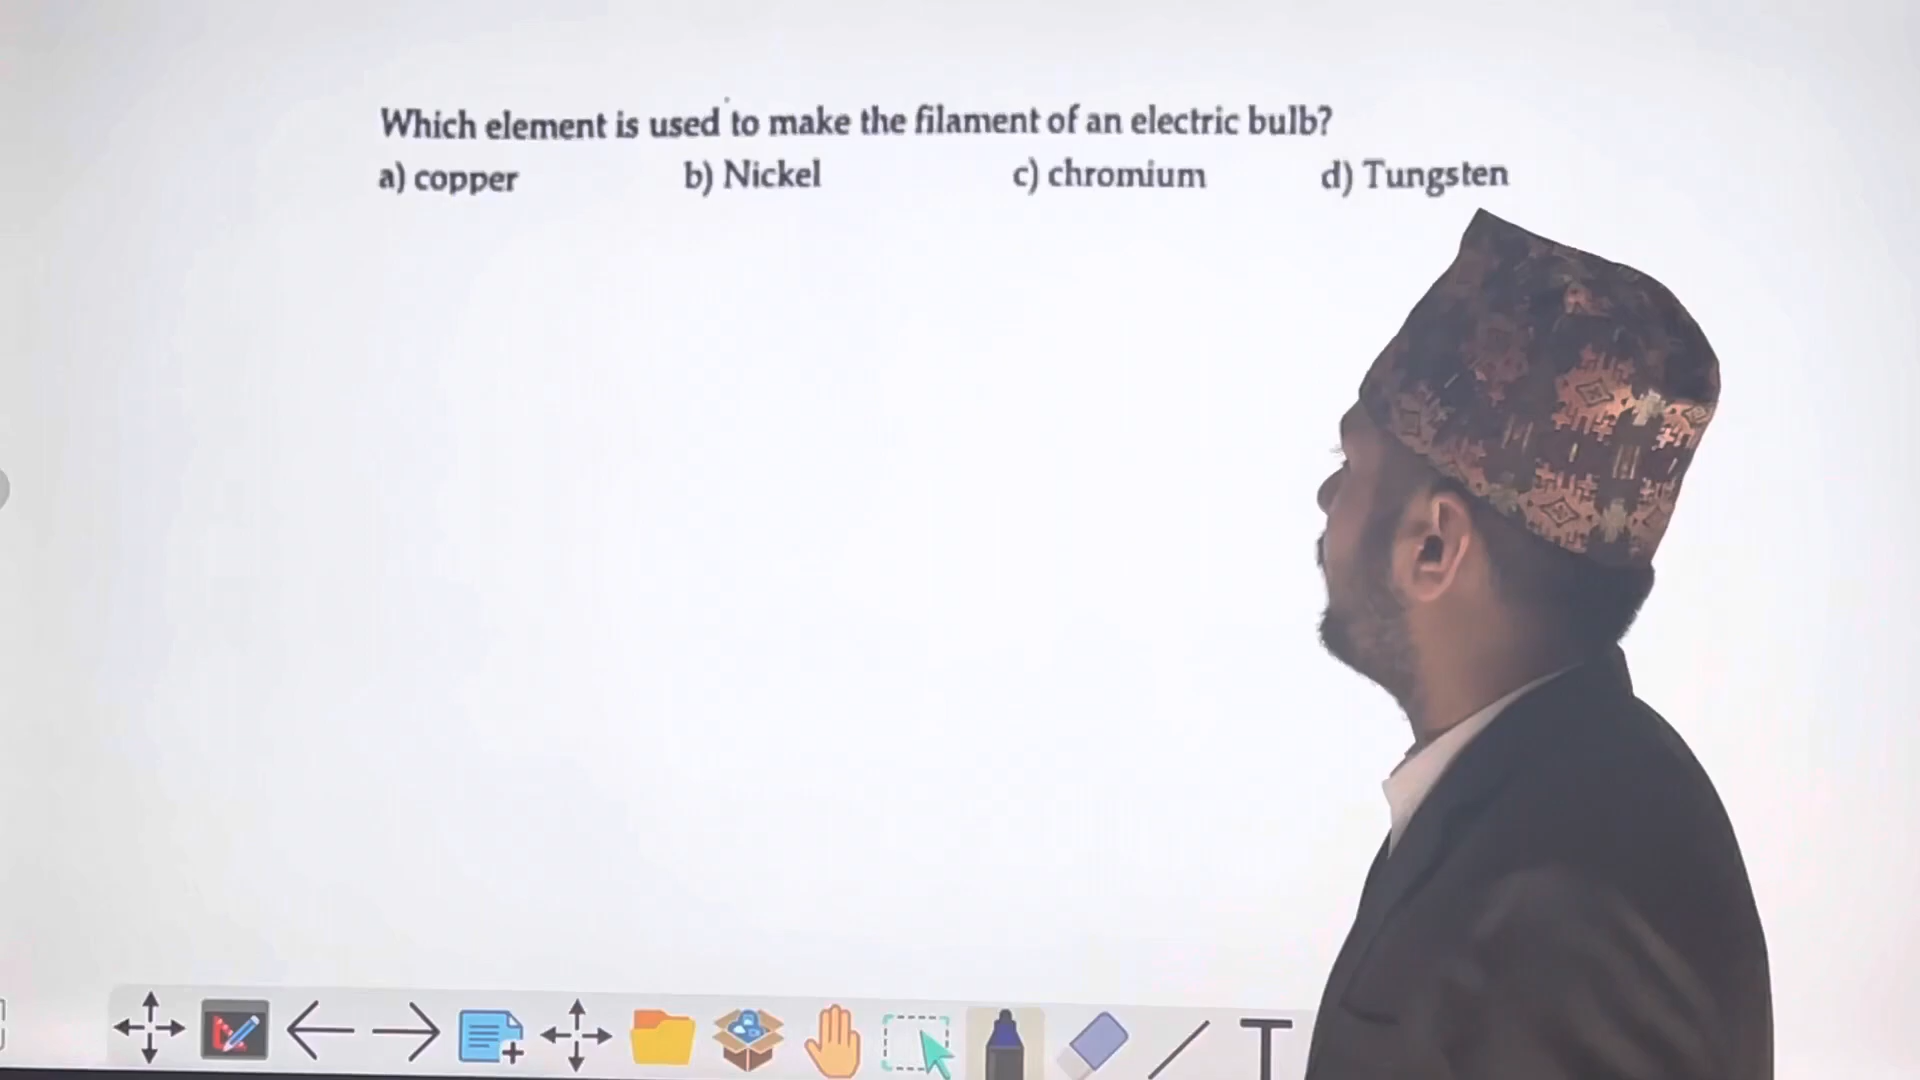 Which element is used to make the filament of an electric bulb?
a) copper b) Nickel c) chromium d) Tungsten